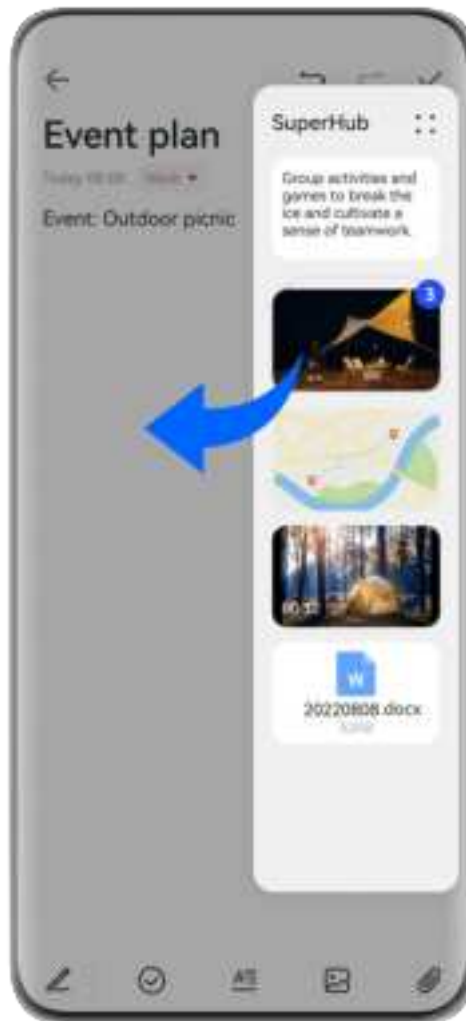 Event plan
SuperHub
Today
Event: Outdoor picnic
Group activities and
games to break the
ice and cultivate a
sense of teamwork.
3
W
20220808.docx